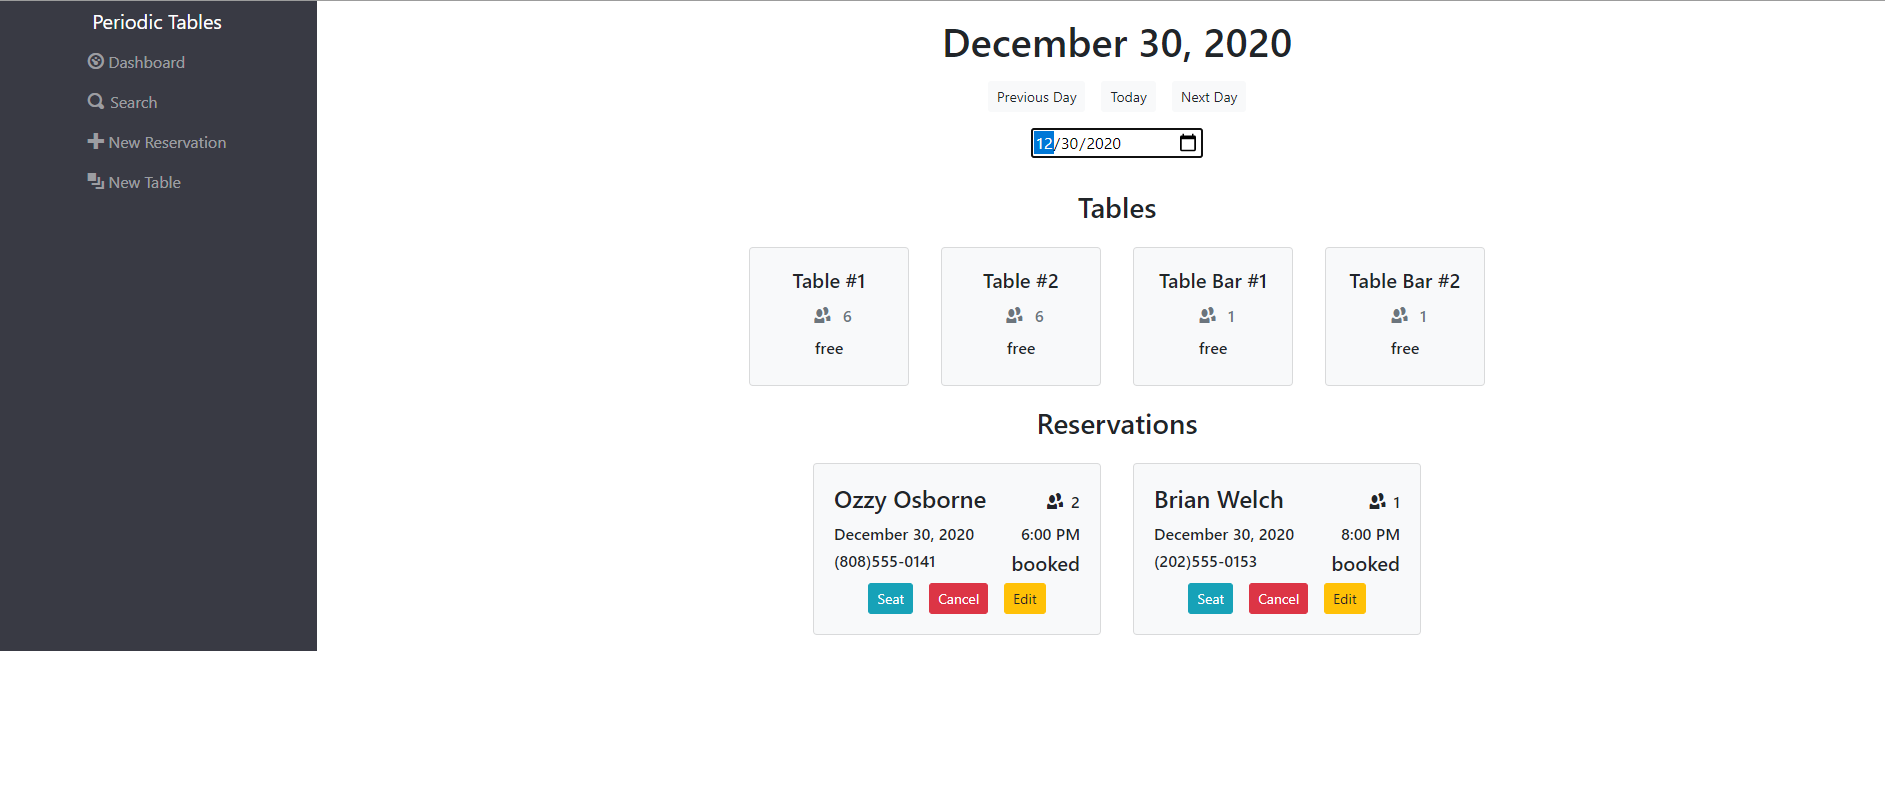 Periodic Tables
Dashboard
Search
New Reservation
New Table
December 30, 2020
Previous Day Today Next Day
12/30/2020
Tables
Table #1 Table #2 Table Bar #1 Table Bar #2
6 6 1 1
free free free free
Reservations
Ozzy Osborne 2
December 30, 2020 6:00 PM
(808)555-0141 booked
Seat Cancel Edit
Brian Welch 1
December 30, 2020 8:00 PM
(202)555-0153 booked
Seat Cancel Edit